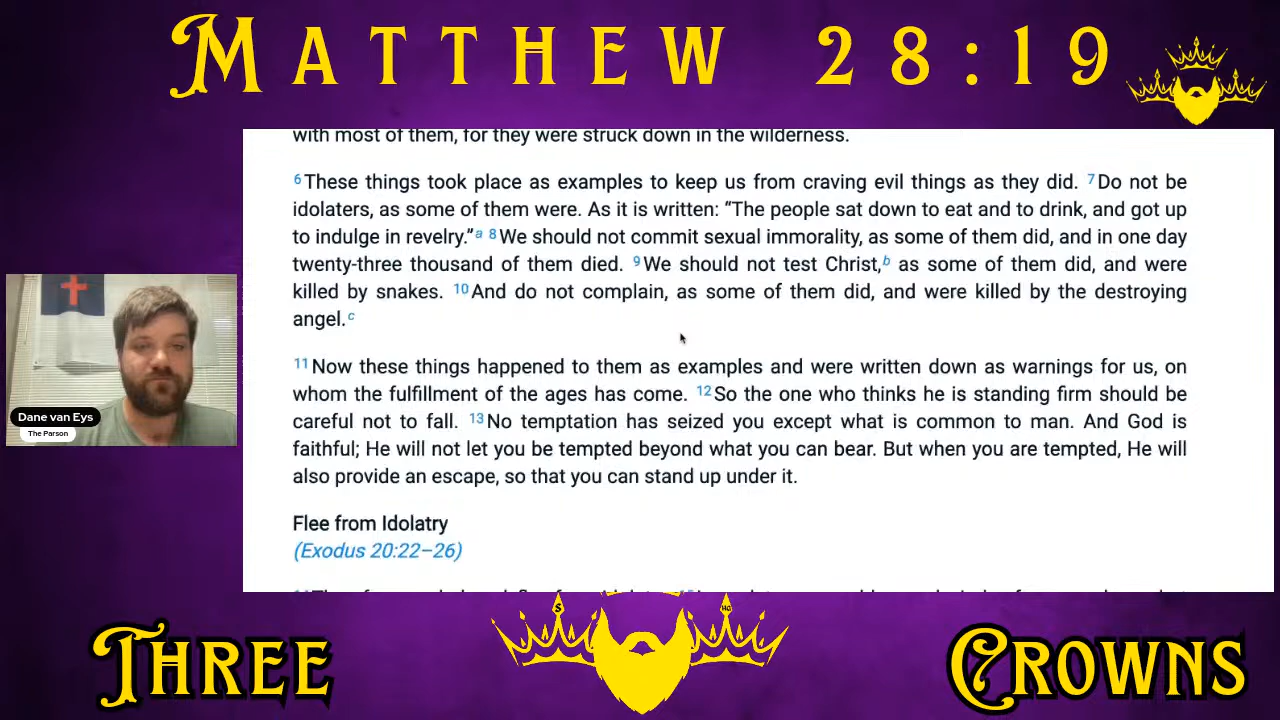 MATTHEW 28:19
with most of them, for they were struck down in the wilderness.
6 These things took place as examples to keep us from craving evil things as they did. 7 Do not be
idolaters, as some of them were. As it is written: “The people sat down to eat and to drink, and got up
to indulge in revelry.” a 8 We should not commit sexual immorality, as some of them did, and in one day
twenty-three thousand of them died. 9 We should not test Christ, b as some of them did, and were
killed by snakes. 10 And do not complain, as some of them did, and were killed by the destroying
angel. c
11 Now these things happened to them as examples and were written down as warnings for us, on
whom the fulfillment of the ages has come. 12 So the one who thinks he is standing firm should be
careful not to fall. 13 No temptation has seized you except what is common to man. And God is
faithful; He will not let you be tempted beyond what you can bear. But when you are tempted, He will
also provide an escape, so that you can stand up under it.
Flee from Idolatry
(Exodus 20:22–26)
Dane van Eys
The Parson
S
HG
THREE CROWNS